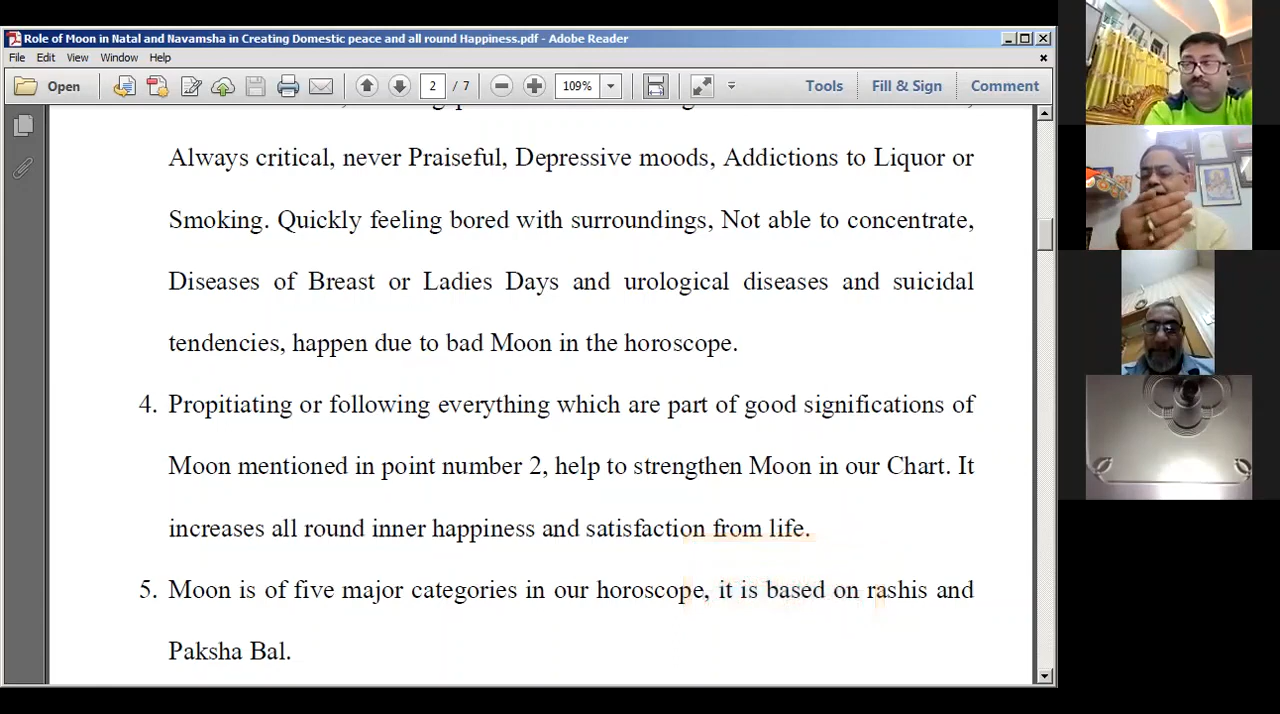 Role of Moon in Natal and Navamsha in Creating Domestic peace and all round Happiness.pdf - Adobe Reader
File Edit View Window Help
Open 2 / 7 109% Tools Fill & Sign Comment
Always critical, never Praiseful, Depressive moods, Addictions to Liquor or
Smoking. Quickly feeling bored with surroundings, Not able to concentrate,
Diseases of Breast or Ladies Days and urological diseases and suicidal
tendencies, happen due to bad Moon in the horoscope.
4. Propitiating or following everything which are part of good significations of
Moon mentioned in point number 2, help to strengthen Moon in our Chart. It
increases all round inner happiness and satisfaction from life.
5. Moon is of five major categories in our horoscope, it is based on rashis and
Paksha Bal.